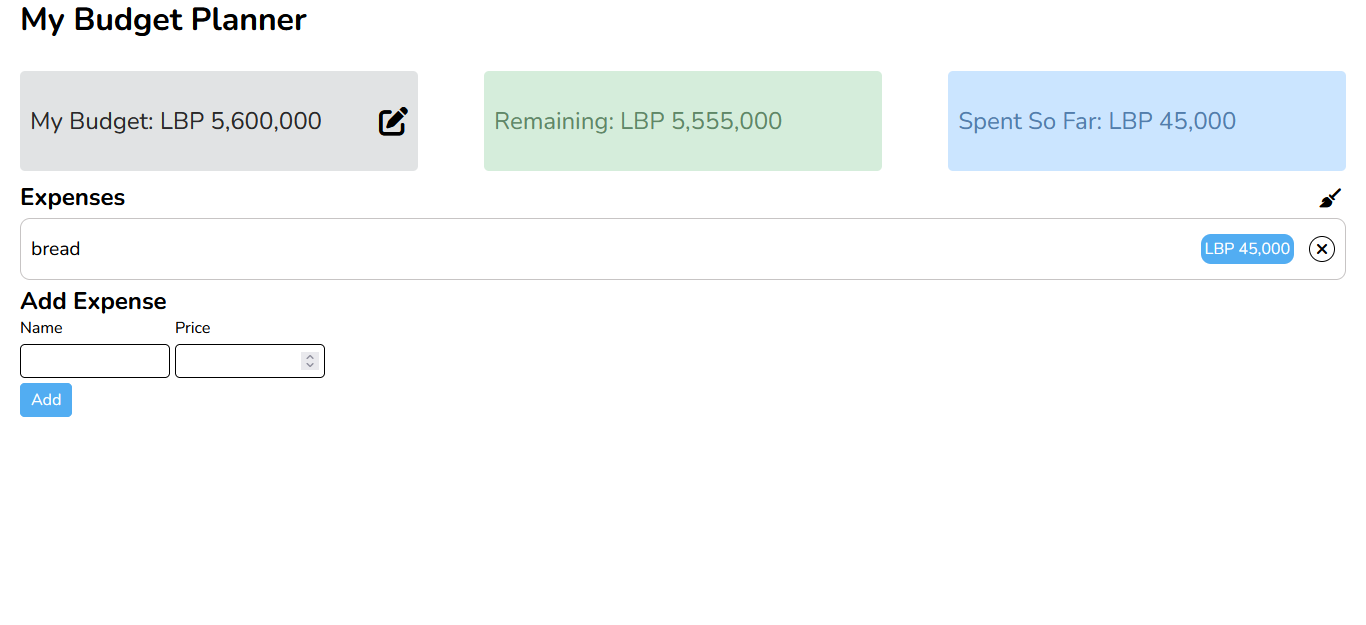 My Budget Planner
My Budget: LBP 5,600,000
Remaining: LBP 5,555,000
Spent So Far: LBP 45,000
Expenses
bread
LBP 45,000
Add Expense
Name
Price
Add